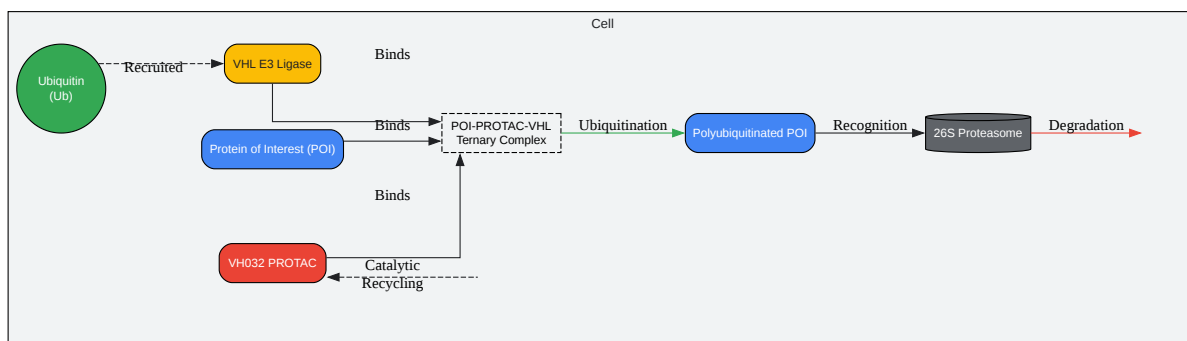 Cell
Ubiquitin
(Ub)
Recruited
VHL E3 Ligase
Binds
Protein of Interest (POI)
Binds
POI-PROTAC-VHL
Ternary Complex
Ubiquitination
Polyubiquitinated POI
Recognition
26S Proteasome
Degradation
Binds
VH032 PROTAC
Catalytic
Recycling